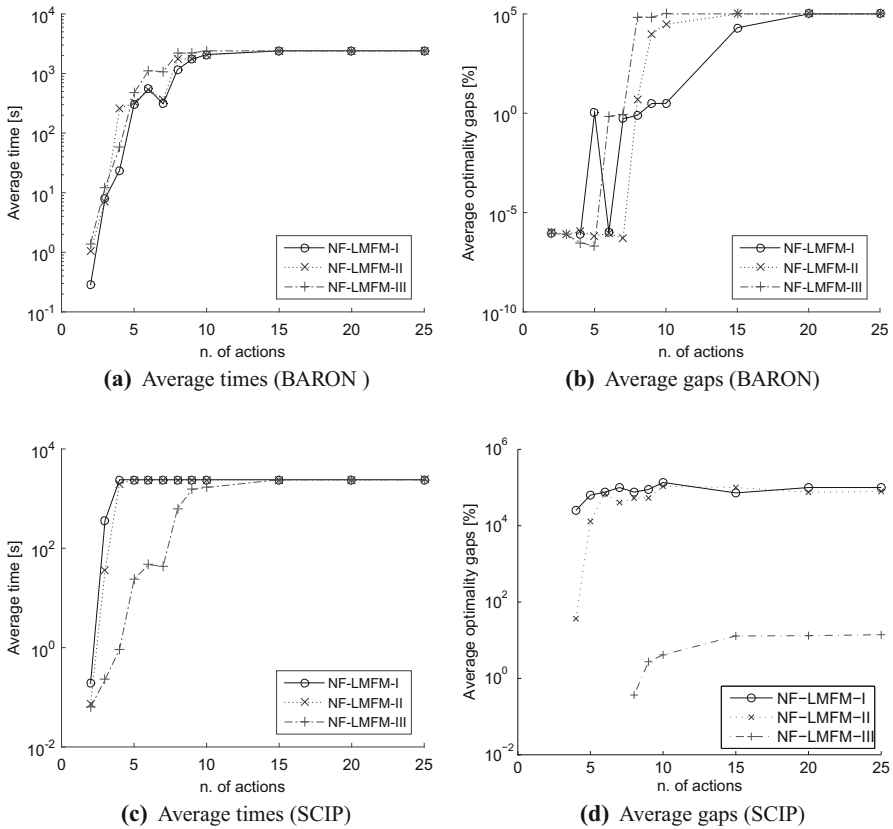 10^4
10^3
10^2
10^1
10^0
10^-1
Average time [s]
0 5 10 15 20 25
n. of actions
NF-LMFM-I
NF-LMFM-II
NF-LMFM-III
(a) Average times (BARON )
10^5
10^0
10^-5
10^-10
Average optimality gaps [%]
0 5 10 15 20 25
n. of actions
NF-LMFM-I
NF-LMFM-II
NF-LMFM-III
(b) Average gaps (BARON)
10^4
10^2
10^0
10^-2
Average time [s]
0 5 10 15 20 25
n. of actions
NF-LMFM-I
NF-LMFM-II
NF-LMFM-III
(c) Average times (SCIP)
10^6
10^4
10^2
10^0
10^-2
Average optimality gaps [%]
0 5 10 15 20 25
n. of actions
NF−LMFM−I
NF−LMFM−II
NF−LMFM−III
(d) Average gaps (SCIP)